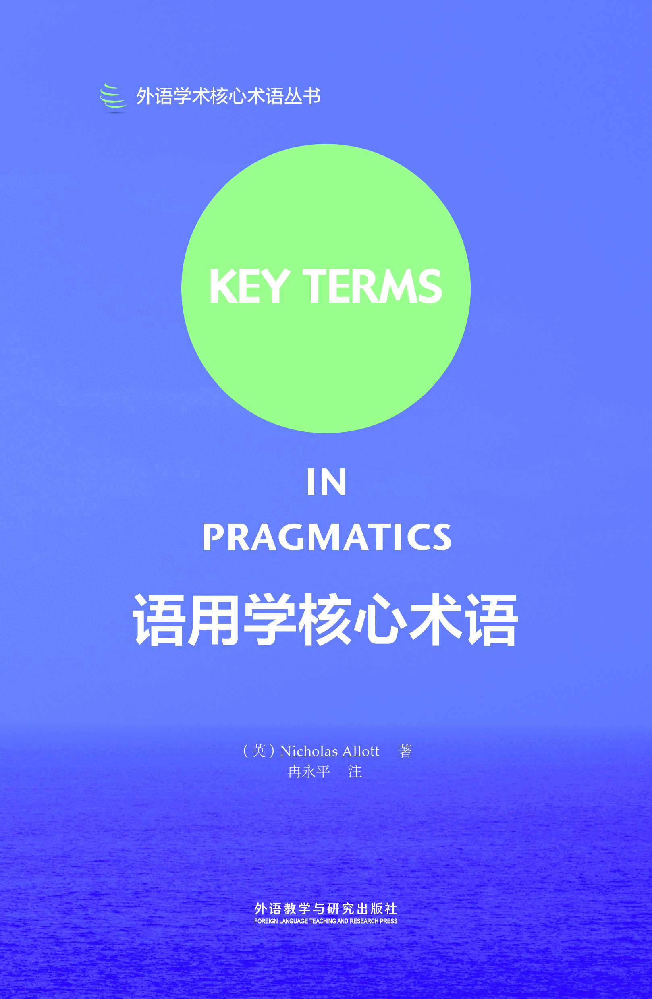 外语学术核心术语丛书
KEY TERMS
IN
PRAGMATICS
语用学核心术语
（英）Nicholas Allott 著
冉永平 注
外语教学与研究出版社
FOREIGN LANGUAGE TEACHING AND RESEARCH PRESS